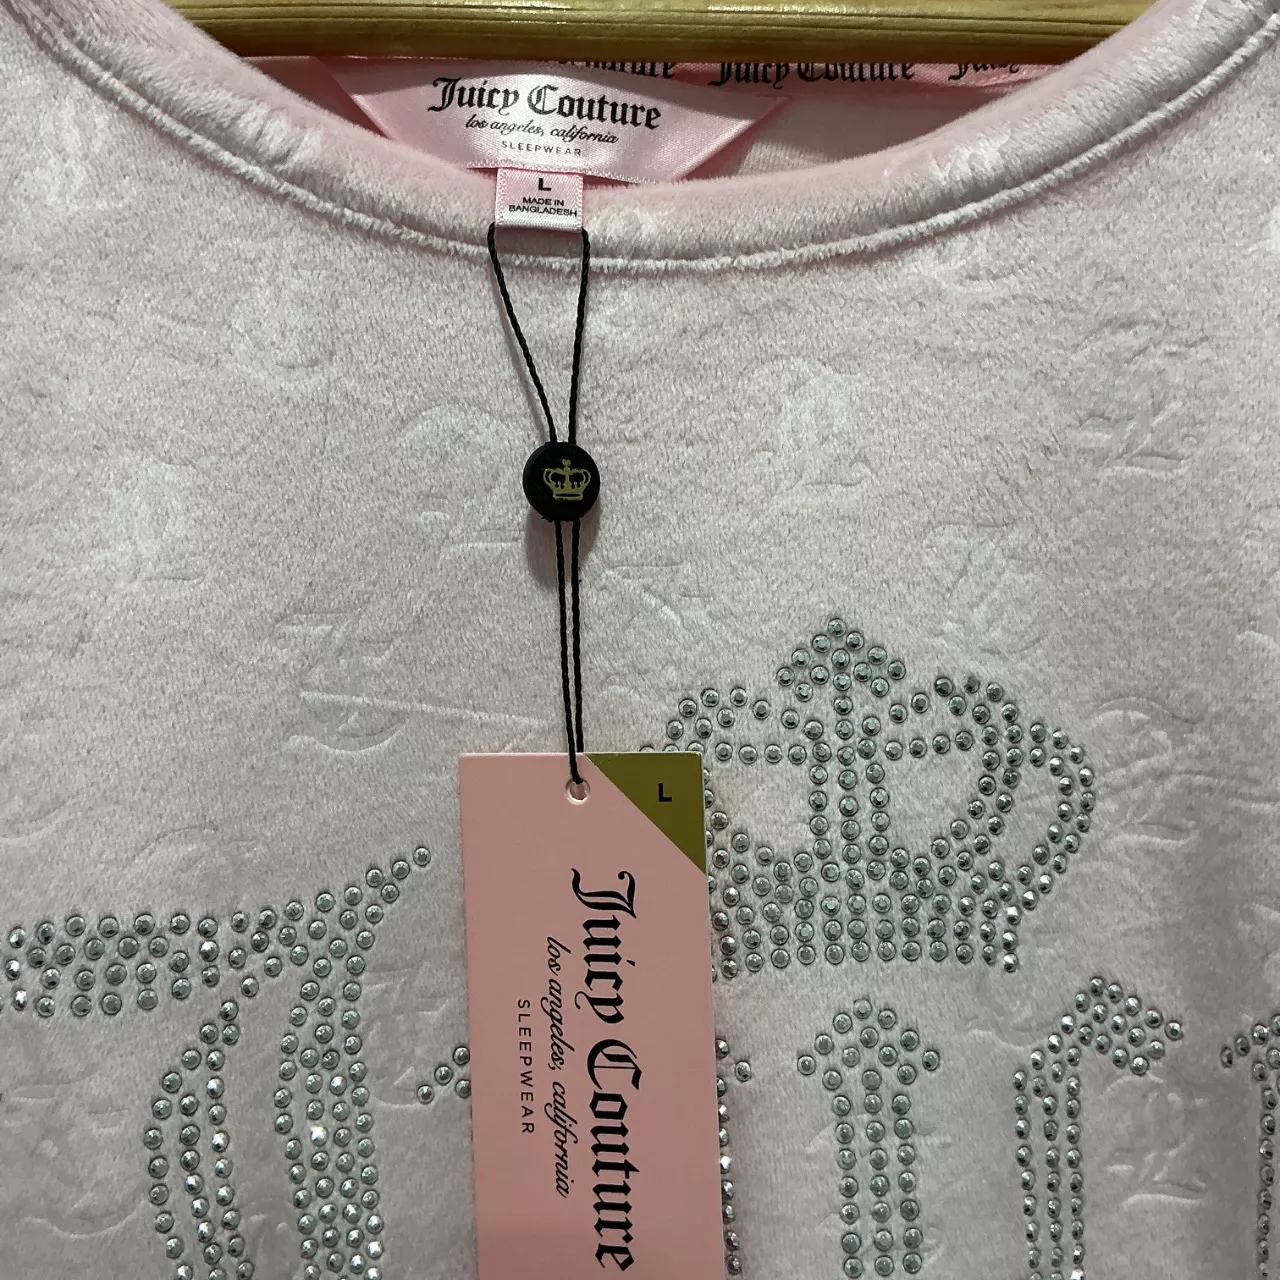 Juicy Couture
Juicy Couture
los angeles, california
SLEEPWEAR
L
MADE IN
BANGLADESH
L
Juicy Couture
los angeles, california
SLEEPWEAR